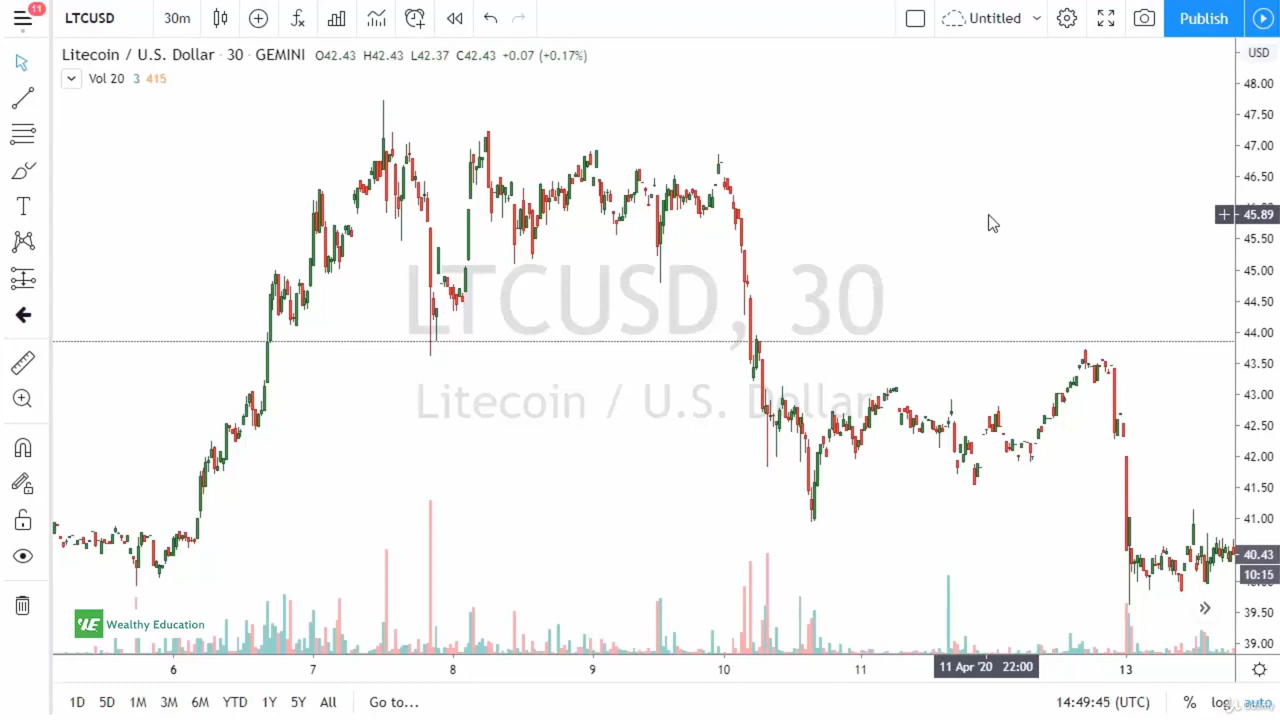 11
LTCUSD 30m Untitled Publish
Litecoin / U.S. Dollar · 30 · GEMINI O42.43 H42.43 L42.37 C42.43 +0.07 (+0.17%) USD
Vol 20 3 415
48.00
47.50
47.00
46.50
45.89
45.50
45.00
44.50
44.00
43.50
43.00
42.50
42.00
41.50
41.00
40.43
10:15
39.50
39.00
LTCUSD, 30
Litecoin / U.S. Dollar
Wealthy Education
6 7 8 9 10 11 11 Apr '20 22:00 13
1D 5D 1M 3M 6M YTD 1Y 5Y All Go to... 14:49:45 (UTC) % log auto